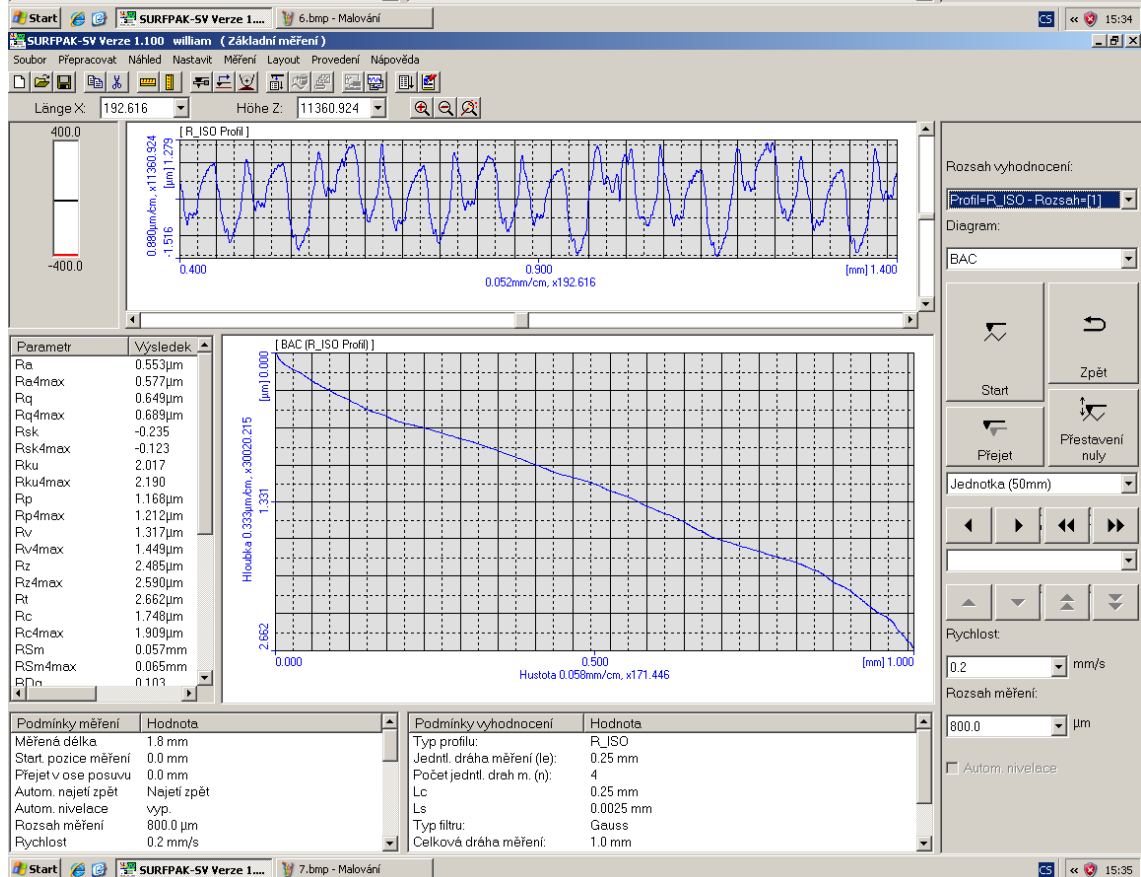 Start SURFPAK-SV Verze 1.... 6.bmp - Malování CS « 15:34
SURFPAK-SV Verze 1.100 william ( Základní měření )
Soubor Přepracovat Náhled Nastavit Měření Layout Provedení Nápověda
Länge X: 192.616 Höhe Z: 11360.924
400.0
-400.0
[ R_ISO Profil ]
0.880µm/cm, x11360.924
-1.516 [µm] 1.279
0.400 0.900 [mm] 1.400
0.052mm/cm, x192.616
Parametr Výsledek
Ra 0.553µm
Ra4max 0.577µm
Rq 0.649µm
Rq4max 0.689µm
Rsk -0.235
Rsk4max -0.123
Rku 2.017
Rku4max 2.190
Rp 1.168µm
Rp4max 1.212µm
Rv 1.317µm
Rv4max 1.449µm
Rz 2.485µm
Rz4max 2.590µm
Rt 2.662µm
Rc 1.748µm
Rc4max 1.909µm
RSm 0.057mm
RSm4max 0.065mm
RDq 0.103
[ BAC (R_ISO Profil) ]
Hloubka 0.333µm/cm, x30020.215
2.662 1.331 [µm] 0.000
0.000 0.500 [mm] 1.000
Hustota 0.058mm/cm, x171.446
Podmínky měření Hodnota
Měřená délka 1.8 mm
Start. pozice měření 0.0 mm
Přejet v ose posuvu 0.0 mm
Autom. najetí zpět Najetí zpět
Autom. nivelace vyp.
Rozsah měření 800.0 µm
Rychlost 0.2 mm/s
Podmínky vyhodnocení Hodnota
Typ profilu: R_ISO
Jedntl. dráha měření (le): 0.25 mm
Počet jedntl. drah m. (n): 4
Lc 0.25 mm
Ls 0.0025 mm
Typ filtru: Gauss
Celková dráha měření: 1.0 mm
Rozsah vyhodnocení:
Profil=R_ISO - Rozsah=[1]
Diagram:
BAC
Start
Zpět
Přejet
Přestavení
nuly
Jednotka (50mm)
Rychlost:
0.2 mm/s
Rozsah měření:
800.0 µm
Autom. nivelace
Start SURFPAK-SV Verze 1.... 7.bmp - Malování CS « 15:35